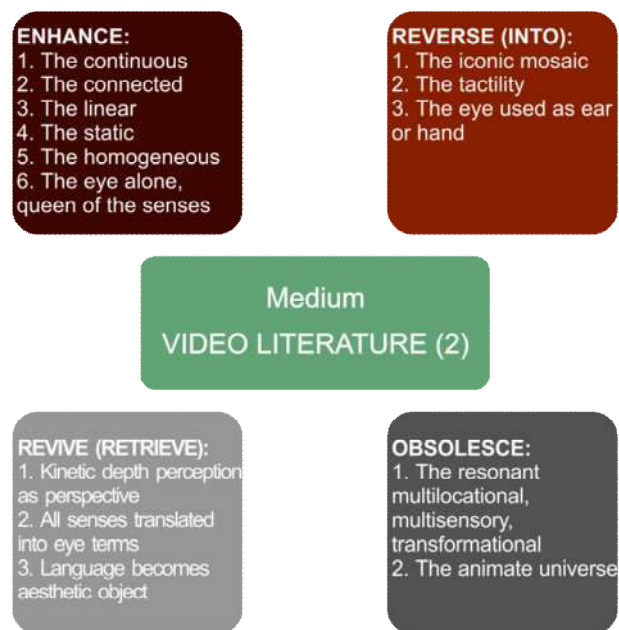 ENHANCE:
1. The continuous
2. The connected
3. The linear
4. The static
5. The homogeneous
6. The eye alone,
queen of the senses
REVERSE (INTO):
1. The iconic mosaic
2. The tactility
3. The eye used as ear
or hand
Medium
VIDEO LITERATURE (2)
REVIVE (RETRIEVE):
1. Kinetic depth perception
as perspective
2. All senses translated
into eye terms
3. Language becomes
aesthetic object
OBSOLESCE:
1. The resonant
multilocational,
multisensory,
transformational
2. The animate universe